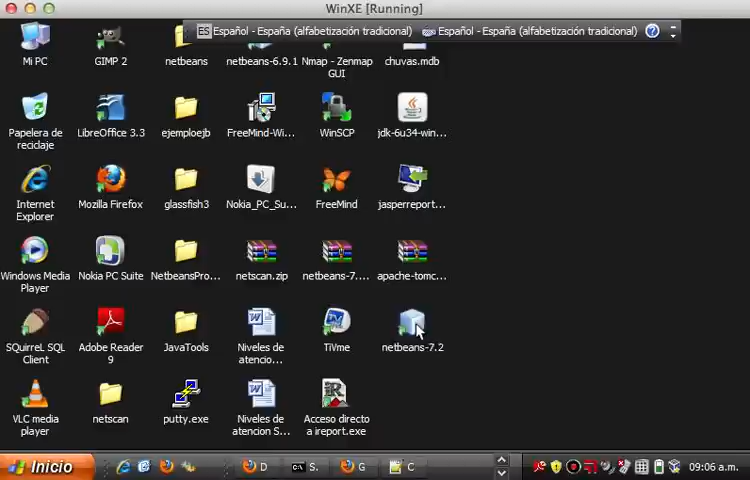 WinXE [Running]
ES Español - España (alfabetización tradicional) Español - España (alfabetización tradicional)
Mi PC GIMP 2 netbeans netbeans-6.9.1 Nmap - Zenmap GUI chuvas.mdb
Papelera de reciclaje LibreOffice 3.3 ejemploejb FreeMind-Wi... WinSCP jdk-6u34-win...
Internet Explorer Mozilla Firefox glassfish3 Nokia_PC_Su... FreeMind jasperreport...
Windows Media Player Nokia PC Suite NetbeansPro... netscan.zip netbeans-7.... apache-tomc...
SQuirreL SQL Client Adobe Reader 9 JavaTools Niveles de atencio... TiVme netbeans-7.2
VLC media player netscan putty.exe Niveles de atencion S... Acceso directo a ireport.exe
Inicio D S. G C 09:06 a.m.